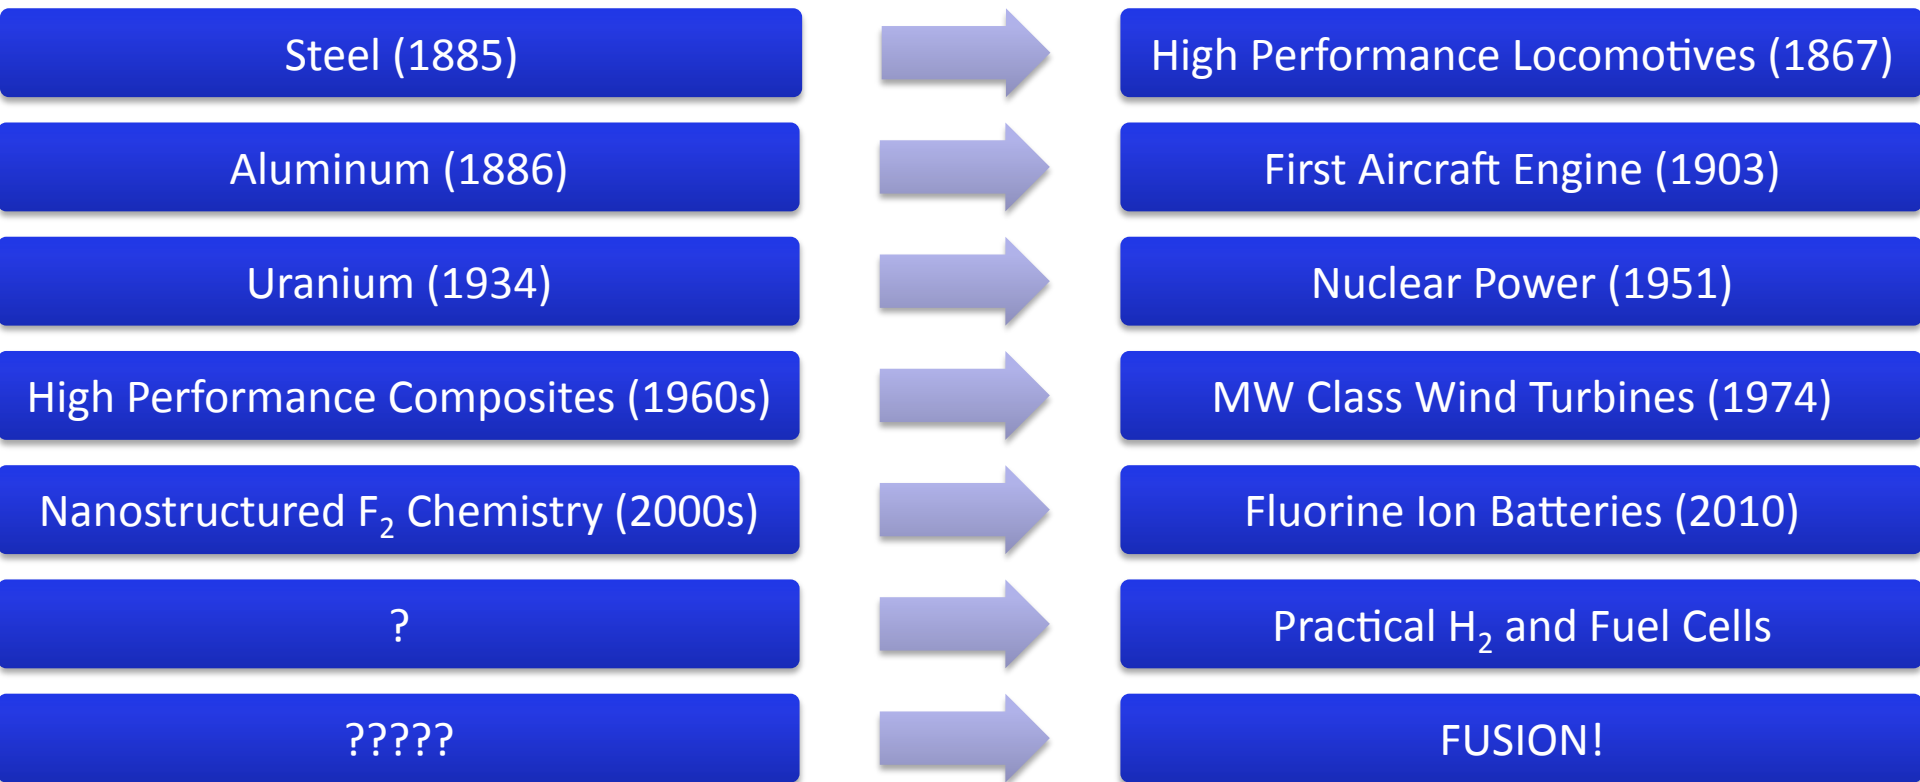 Steel (1885)
High Performance Locomotives (1867)
Aluminum (1886)
First Aircraft Engine (1903)
Uranium (1934)
Nuclear Power (1951)
High Performance Composites (1960s)
MW Class Wind Turbines (1974)
Nanostructured F₂ Chemistry (2000s)
Fluorine Ion Batteries (2010)
?
Practical H₂ and Fuel Cells
?????
FUSION!